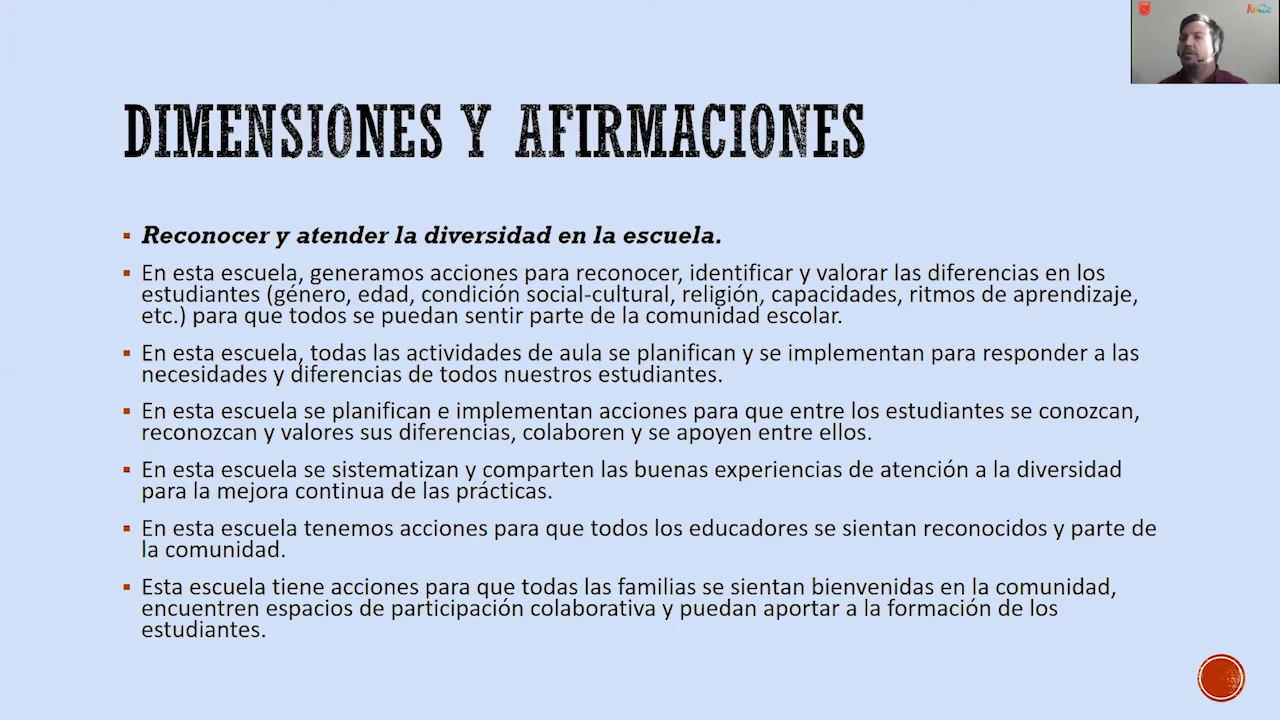 DIMENSIONES Y AFIRMACIONES
Reconocer y atender la diversidad en la escuela.
En esta escuela, generamos acciones para reconocer, identificar y valorar las diferencias en los
estudiantes (género, edad, condición social-cultural, religión, capacidades, ritmos de aprendizaje,
etc.) para que todos se puedan sentir parte de la comunidad escolar.
En esta escuela, todas las actividades de aula se planifican y se implementan para responder a las
necesidades y diferencias de todos nuestros estudiantes.
En esta escuela se planifican e implementan acciones para que entre los estudiantes se conozcan,
reconozcan y valores sus diferencias, colaboren y se apoyen entre ellos.
En esta escuela se sistematizan y comparten las buenas experiencias de atención a la diversidad
para la mejora continua de las prácticas.
En esta escuela tenemos acciones para que todos los educadores se sientan reconocidos y parte de
la comunidad.
Esta escuela tiene acciones para que todas las familias se sientan bienvenidas en la comunidad,
encuentren espacios de participación colaborativa y puedan aportar a la formación de los
estudiantes.